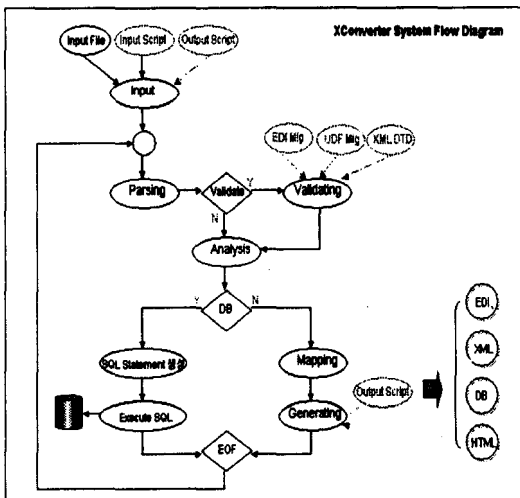 XConverter System Flow Diagram
Input File
Input Script
Output Script
Input
EDI Mig
UDF Mig
XML DTD
Parsing
Validate
Y
Validating
N
Analysis
Y
DB
N
SQL Statement 생성
Mapping
Execute SQL
Generating
Output Script
EOF
EDI
XML
DB
HTML